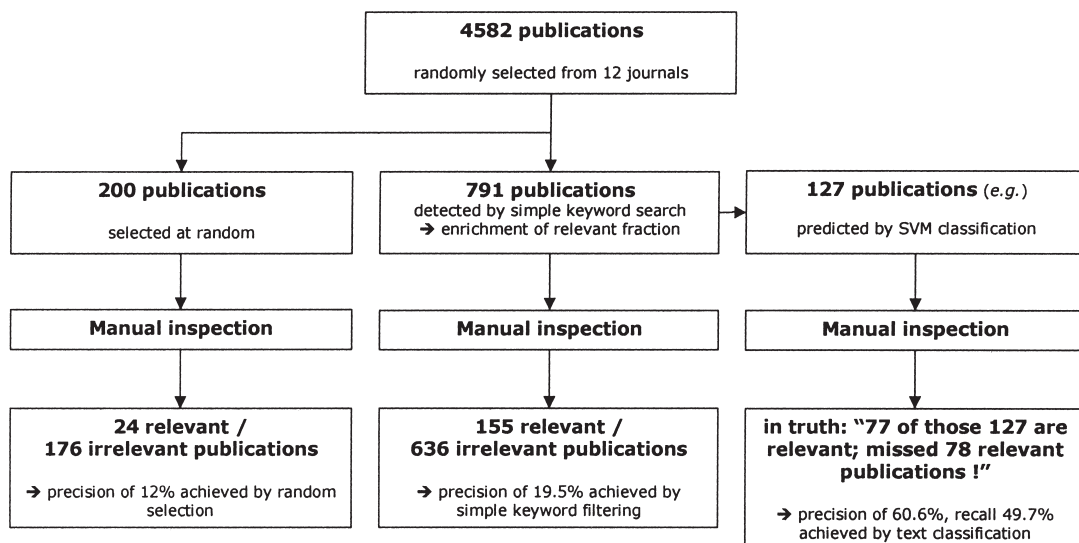 4582 publications
randomly selected from 12 journals
200 publications
selected at random
791 publications
detected by simple keyword search
➔ enrichment of relevant fraction
127 publications (e.g.)
predicted by SVM classification
Manual inspection
Manual inspection
Manual inspection
24 relevant /
176 irrelevant publications
➔ precision of 12% achieved by random
selection
155 relevant /
636 irrelevant publications
➔ precision of 19.5% achieved by
simple keyword filtering
in truth: “77 of those 127 are
relevant; missed 78 relevant
publications !”
➔ precision of 60.6%, recall 49.7%
achieved by text classification